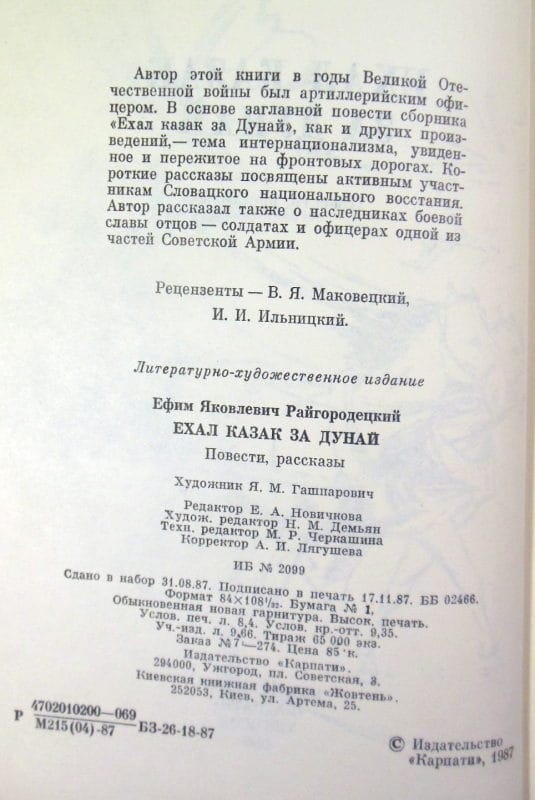 Автор этой книги в годы Великой Оте-
чественной войны был артиллерийским офи-
цером. В основе заглавной повести сборника
«Ехал казак за Дунай», как и других произ-
ведений,— тема интернационализма, увиден-
ное и пережитое на фронтовых дорогах. Ко-
роткие рассказы посвящены активным участ-
никам Словацкого национального восстания.
Автор рассказал также о наследниках боевой
славы отцов — солдатах и офицерах одной из
частей Советской Армии.
Рецензенты — В. Я. Маковецкий,
И. И. Ильницкий.
Литературно-художественное издание
Ефим Яковлевич Райгородецкий
ЕХАЛ КАЗАК ЗА ДУНАЙ
Повести, рассказы
Художник Я. М. Гашпарович
Редактор Е. А. Новичкова
Худож. редактор Н. М. Демьян
Техн. редактор М. Р. Черкашина
Корректор А. И. Лягушева
ИБ № 2099
Сдано в набор 31.08.87. Подписано в печать 17.11.87. ББ 02466.
Формат 84×108¹/₃₂. Бумага № 1,
Обыкновенная новая гарнитура. Высок. печать.
Услов. печ. л. 8,4. Услов. кр.-отт. 9,35.
Уч.-изд. л. 9,66. Тираж 65 000 экз.
Заказ №7—274. Цена 85 к.
Издательство «Карпати».
294000, Ужгород, пл. Советская, 3.
Киевская книжная фабрика «Жовтень».
252053, Киев, ул. Артема, 25.
Р 4702010200—069
М215(04)-87 БЗ-26-18-87
© Издательство
«Карпати», 1987